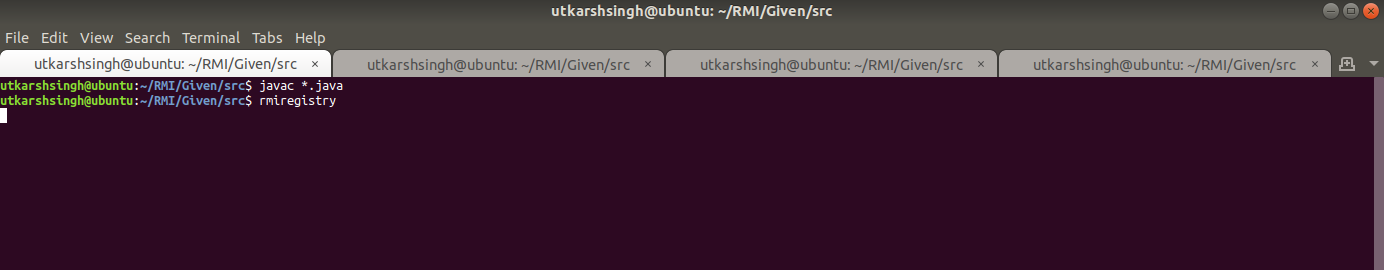 utkarshsingh@ubuntu: ~/RMI/Given/src
File Edit View Search Terminal Tabs Help
utkarshsingh@ubuntu: ~/RMI/Given/src × utkarshsingh@ubuntu: ~/RMI/Given/src × utkarshsingh@ubuntu: ~/RMI/Given/src × utkarshsingh@ubuntu: ~/RMI/Given/src ×
utkarshsingh@ubuntu:~/RMI/Given/src$ javac *.java
utkarshsingh@ubuntu:~/RMI/Given/src$ rmiregistry